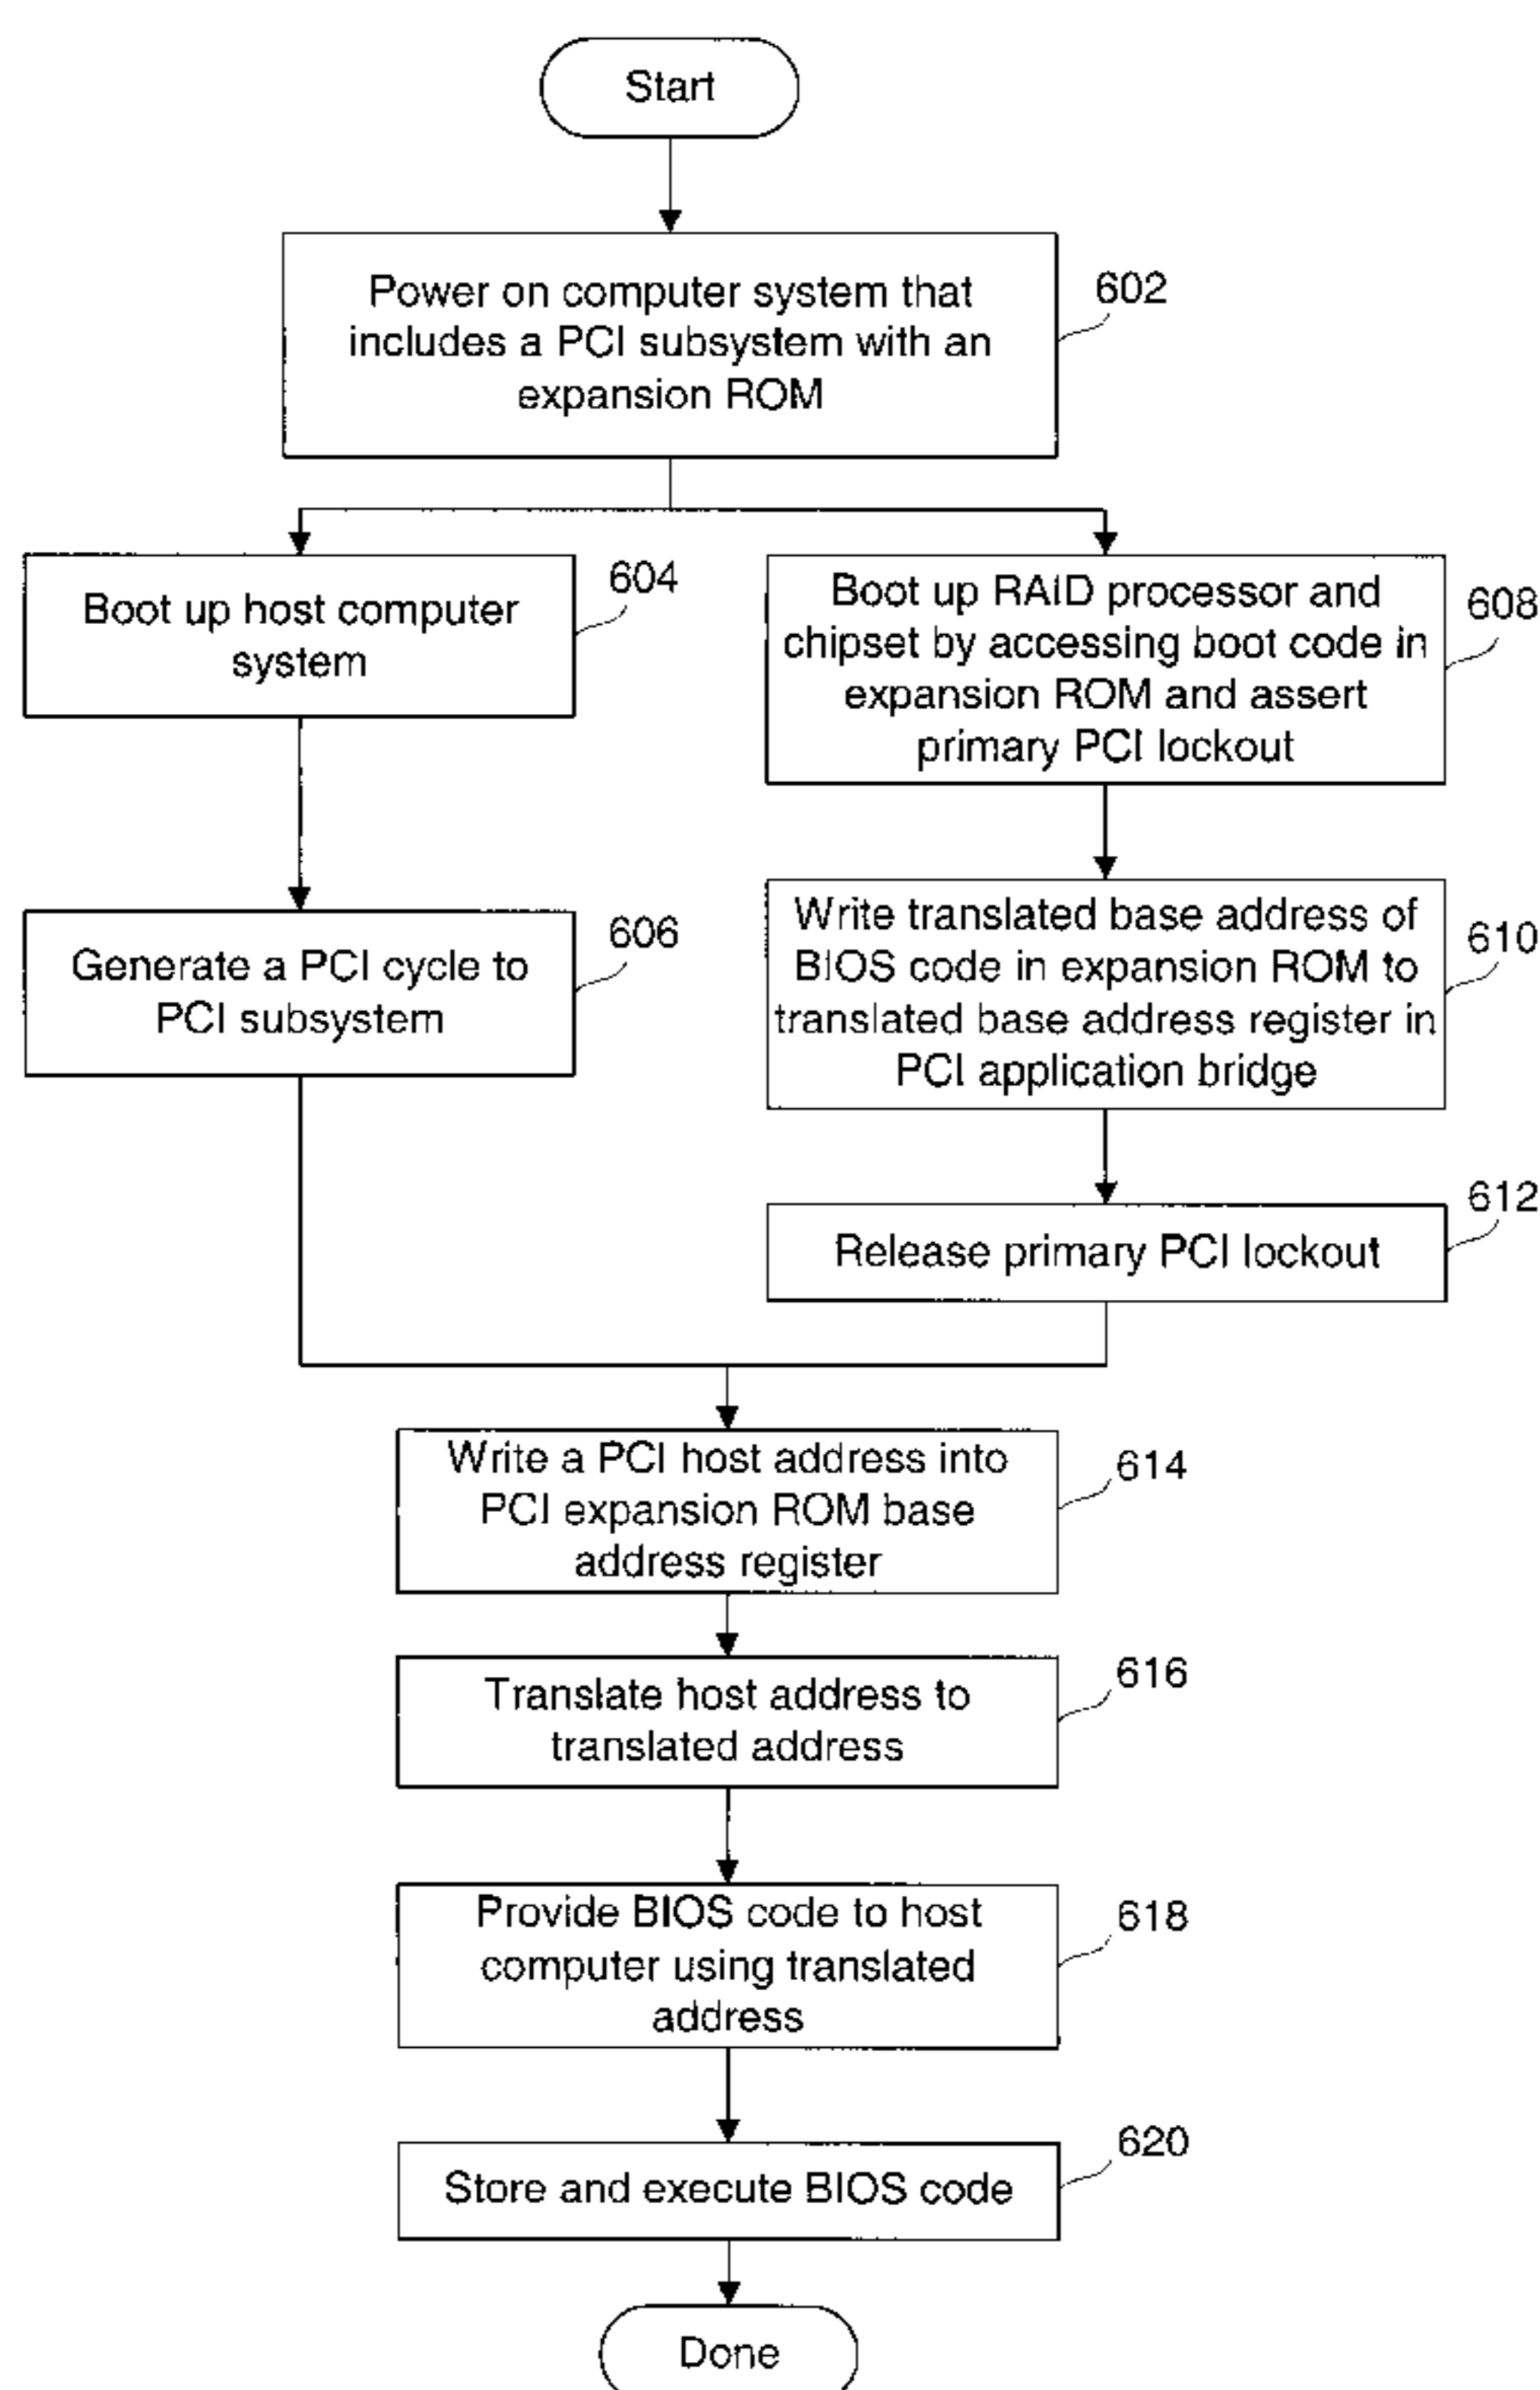 Start
Power on computer system that
includes a PCI subsystem with an
expansion ROM
602
Boot up host computer
system
604
Boot up RAID processor and
chipset by accessing boot code in
expansion ROM and assert
primary PCI lockout
608
Generate a PCI cycle to
PCI subsystem
606
Write translated base address of
BIOS code in expansion ROM to
translated base address register in
PCI application bridge
610
Release primary PCI lockout
612
Write a PCI host address into
PCI expansion ROM base
address register
614
Translate host address to
translated address
616
Provide BIOS code to host
computer using translated
address
618
Store and execute BIOS code
620
Done